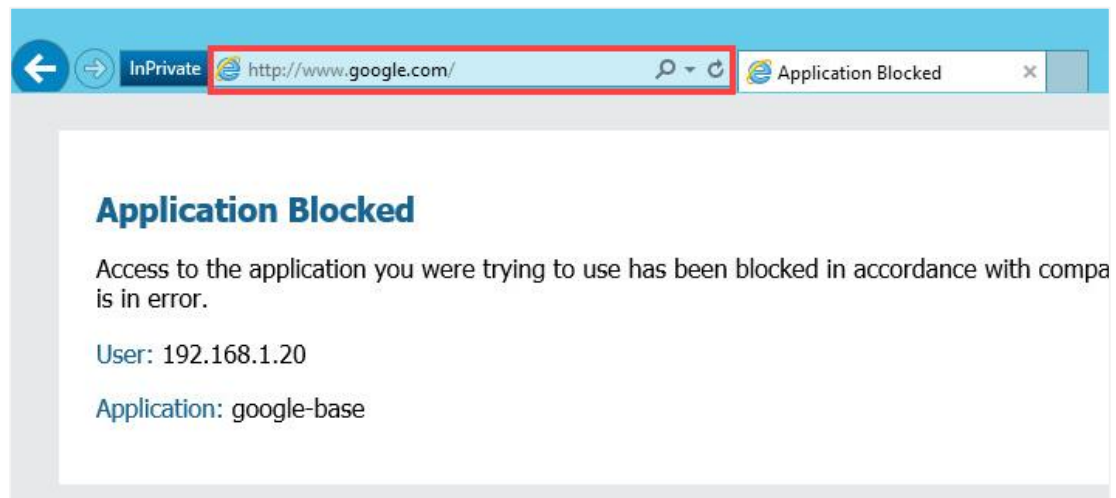 InPrivate http://www.google.com/ Application Blocked
Application Blocked
Access to the application you were trying to use has been blocked in accordance with
is in error.
User: 192.168.1.20
Application: google-base